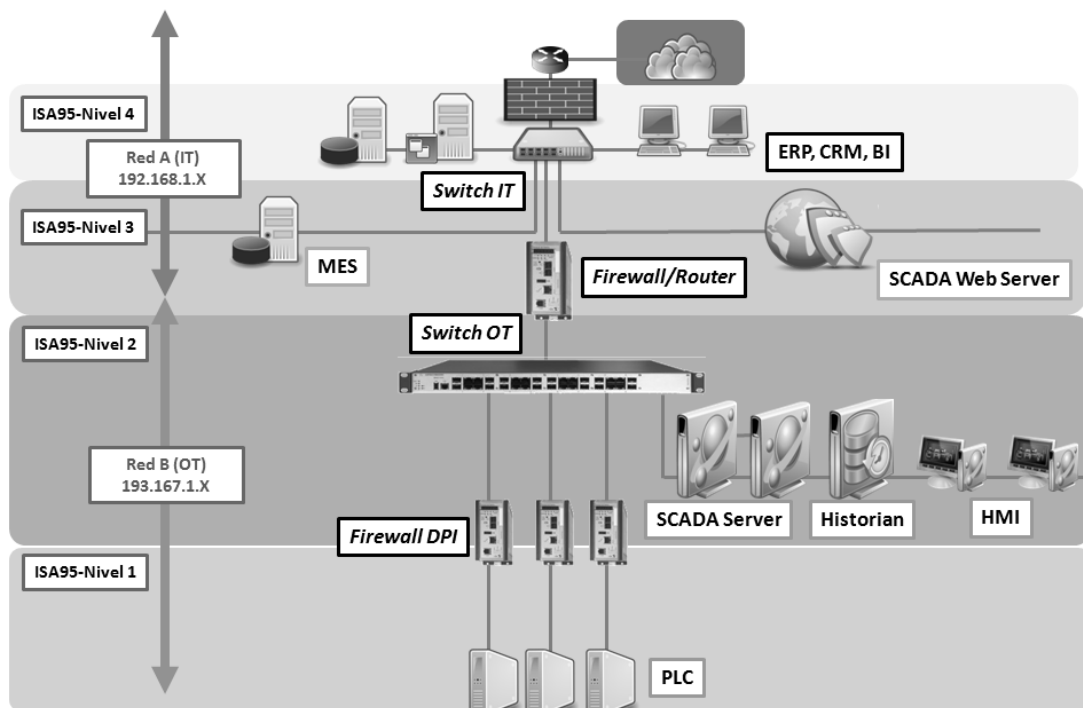 ISA95-Nivel 4
Red A (IT)
192.168.1.X
ERP, CRM, BI
Switch IT
ISA95-Nivel 3
MES
Firewall/Router
SCADA Web Server
Switch OT
ISA95-Nivel 2
Red B (OT)
193.167.1.X
SCADA Server
Historian
HMI
Firewall DPI
ISA95-Nivel 1
PLC